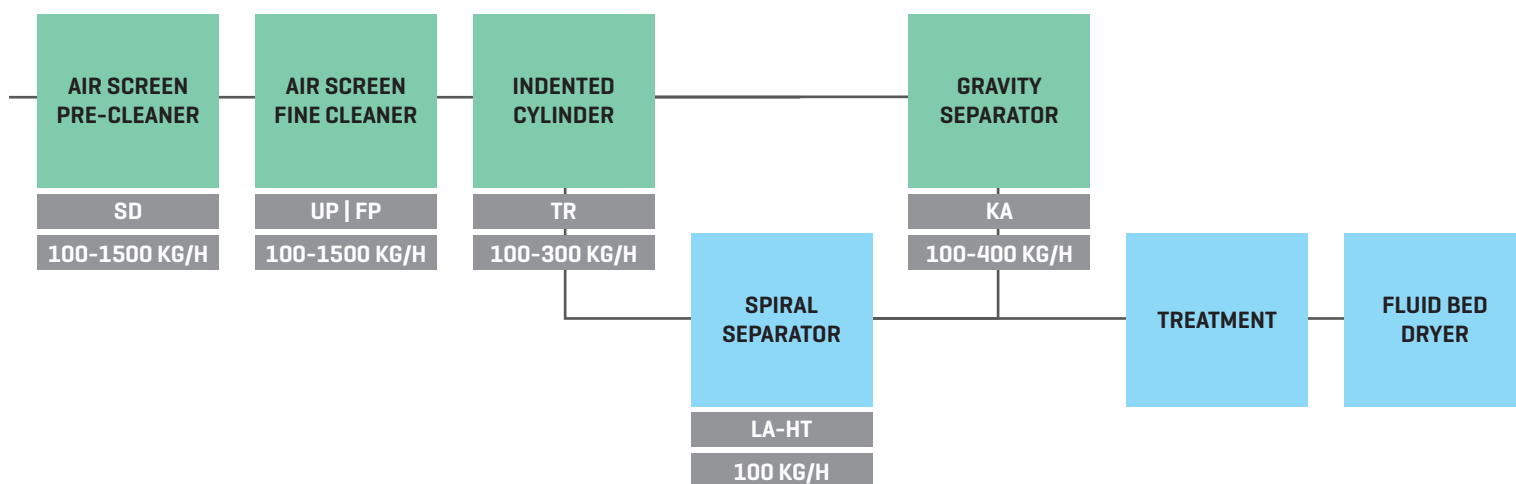 AIR SCREEN
PRE-CLEANER
SD
100-1500 KG/H
AIR SCREEN
FINE CLEANER
UP | FP
100-1500 KG/H
INDENTED
CYLINDER
TR
100-300 KG/H
SPIRAL
SEPARATOR
LA-HT
100 KG/H
GRAVITY
SEPARATOR
KA
100-400 KG/H
TREATMENT
FLUID BED
DRYER